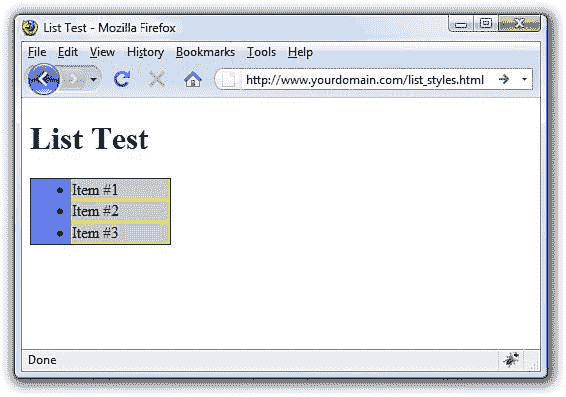 List Test - Mozilla Firefox
File Edit View History Bookmarks Tools Help
http://www.yourdomain.com/list_styles.html
List Test
• Item #1
• Item #2
• Item #3
Done